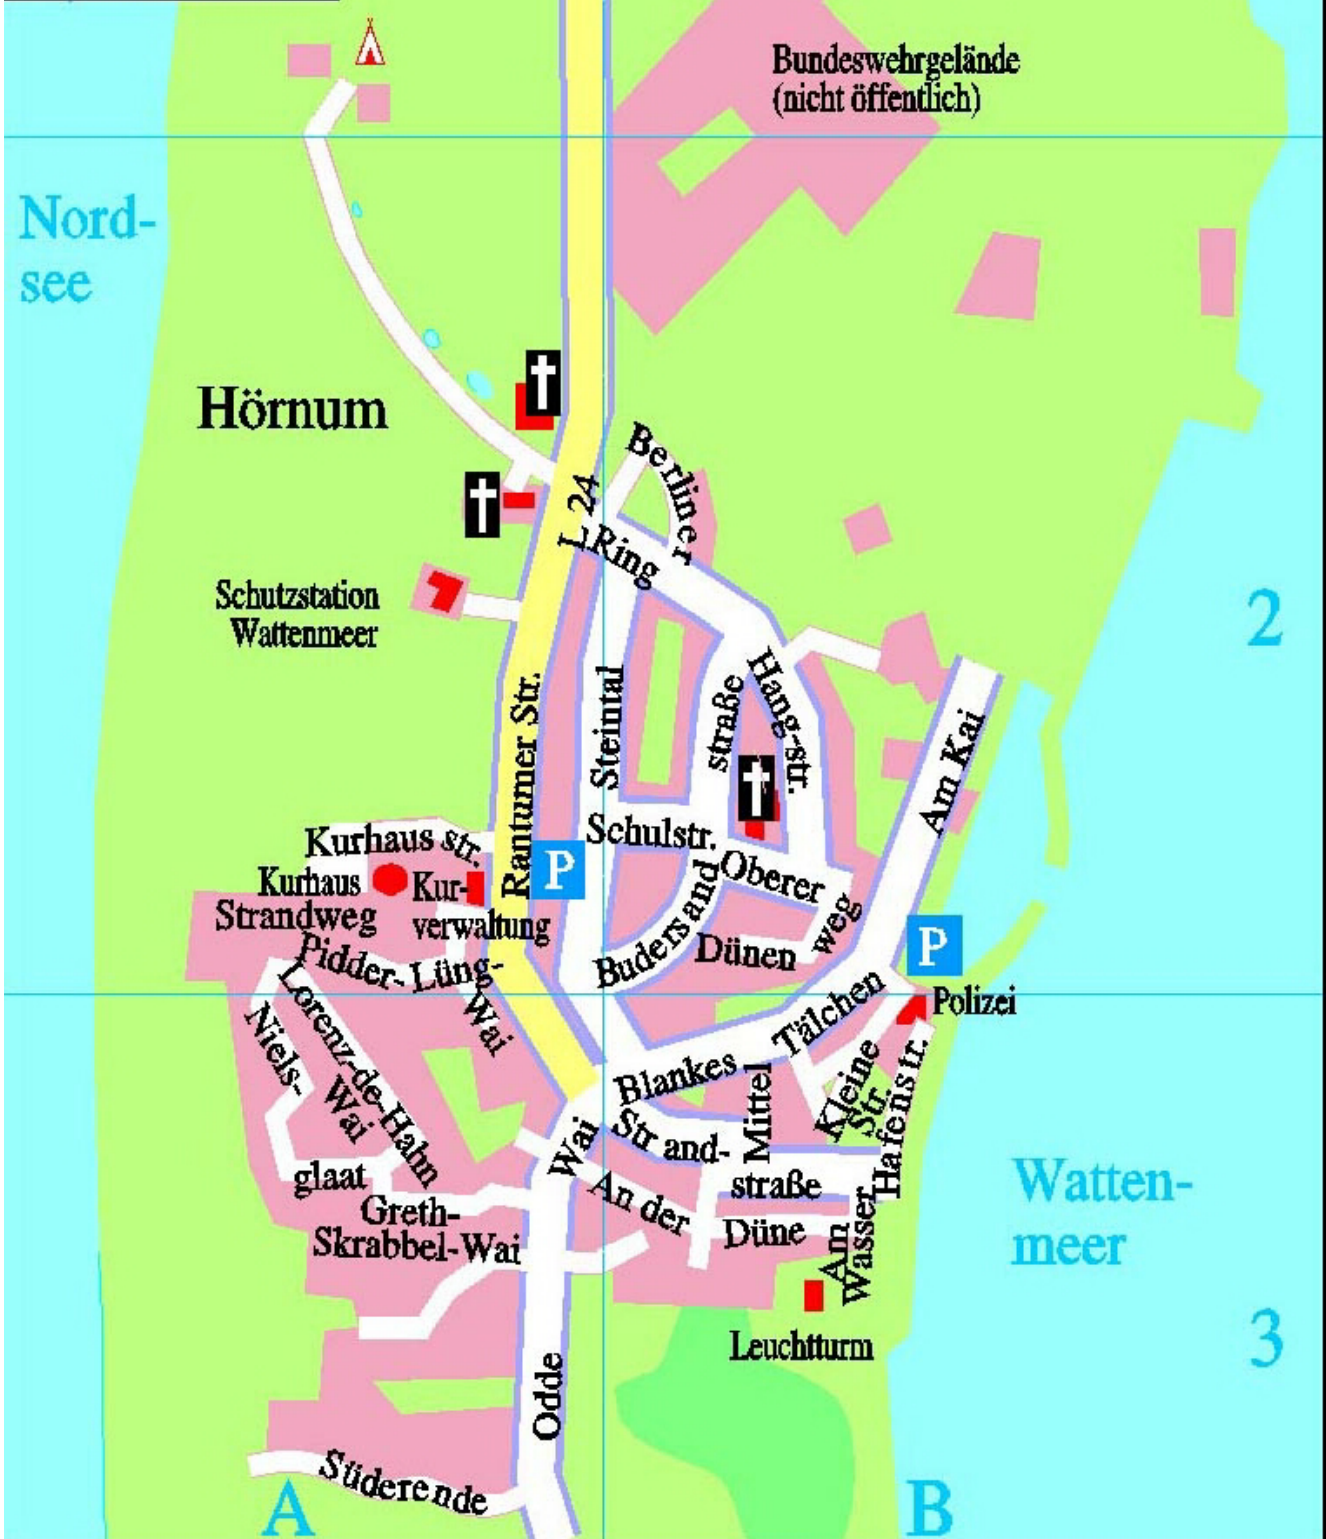 Bundeswehrgelände
(nicht öffentlich)
Nord-
see
Hörnum
Berliner
L 24
Ring
Schutzstation
Wattenmeer
2
Steintal
straße
Hang-str.
Am Kai
Rantumer Str.
Kurhaus str.
Schulstr.
P
Oberer
Kurhaus
Kur-
verwaltung
Strandweg
Budersand
Dünen
weg
P
Pidder-Lüng-
Wai
Polizei
Lorenz-de-Hahn
Wai
Niels-
glaat
Tälchen
Blankes
Mittel
Kleine
Str.
Hafenstr.
Strand-
straße
Wai
An der
Düne
Am
Wasser
Watten-
meer
Greth-
Skrabbel-Wai
Leuchtturm
3
Odde
Süderende
A
B